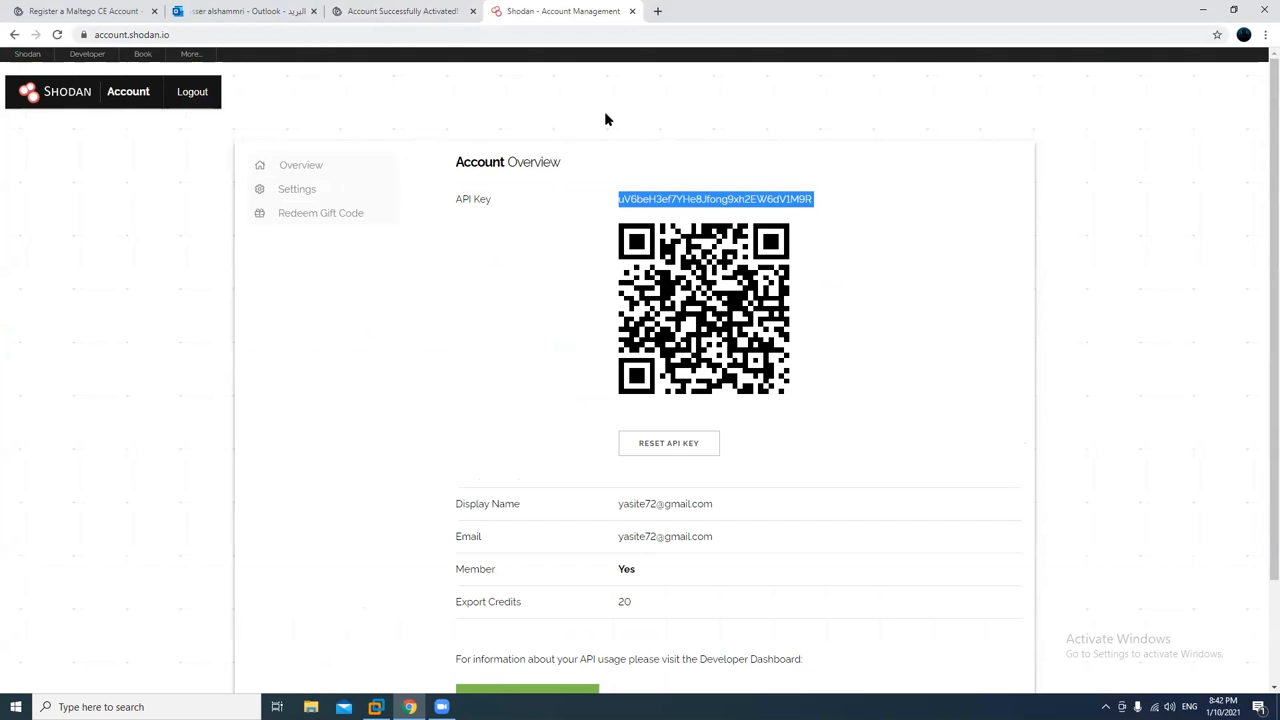 Register a Maltego CE Account - 
Account Successfully Activated!
Shodan - Account Management
account.shodan.io
Shodan Developer Book More...
SHODAN Account Logout
Overview
Settings
Redeem Gift Code
Account Overview
API Key uV6beH3ef7YHe8Jfong9xh2EW6dV1M9R
RESET API KEY
Display Name yasite72@gmail.com
Email yasite72@gmail.com
Member Yes
Export Credits 20
For information about your API usage please visit the Developer Dashboard:
Activate Windows
Go to Settings to activate Windows.
Type here to search
ENG
8:42 PM
1/10/2021